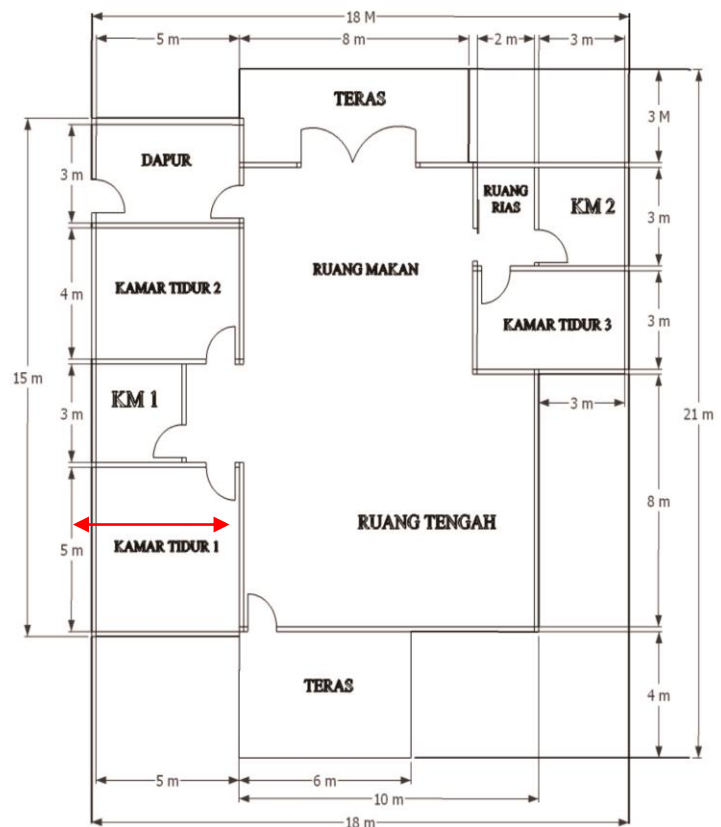 18 M
5 m
8 m
2 m
3 m
TERAS
3 M
DAPUR
3 m
RUANG
RIAS
KM 2
3 m
RUANG MAKAN
KAMAR TIDUR 2
4 m
KAMAR TIDUR 3
3 m
15 m
KM 1
3 m
3 m
21 m
RUANG TENGAH
8 m
KAMAR TIDUR 1
5 m
TERAS
4 m
5 m
6 m
10 m
18 m